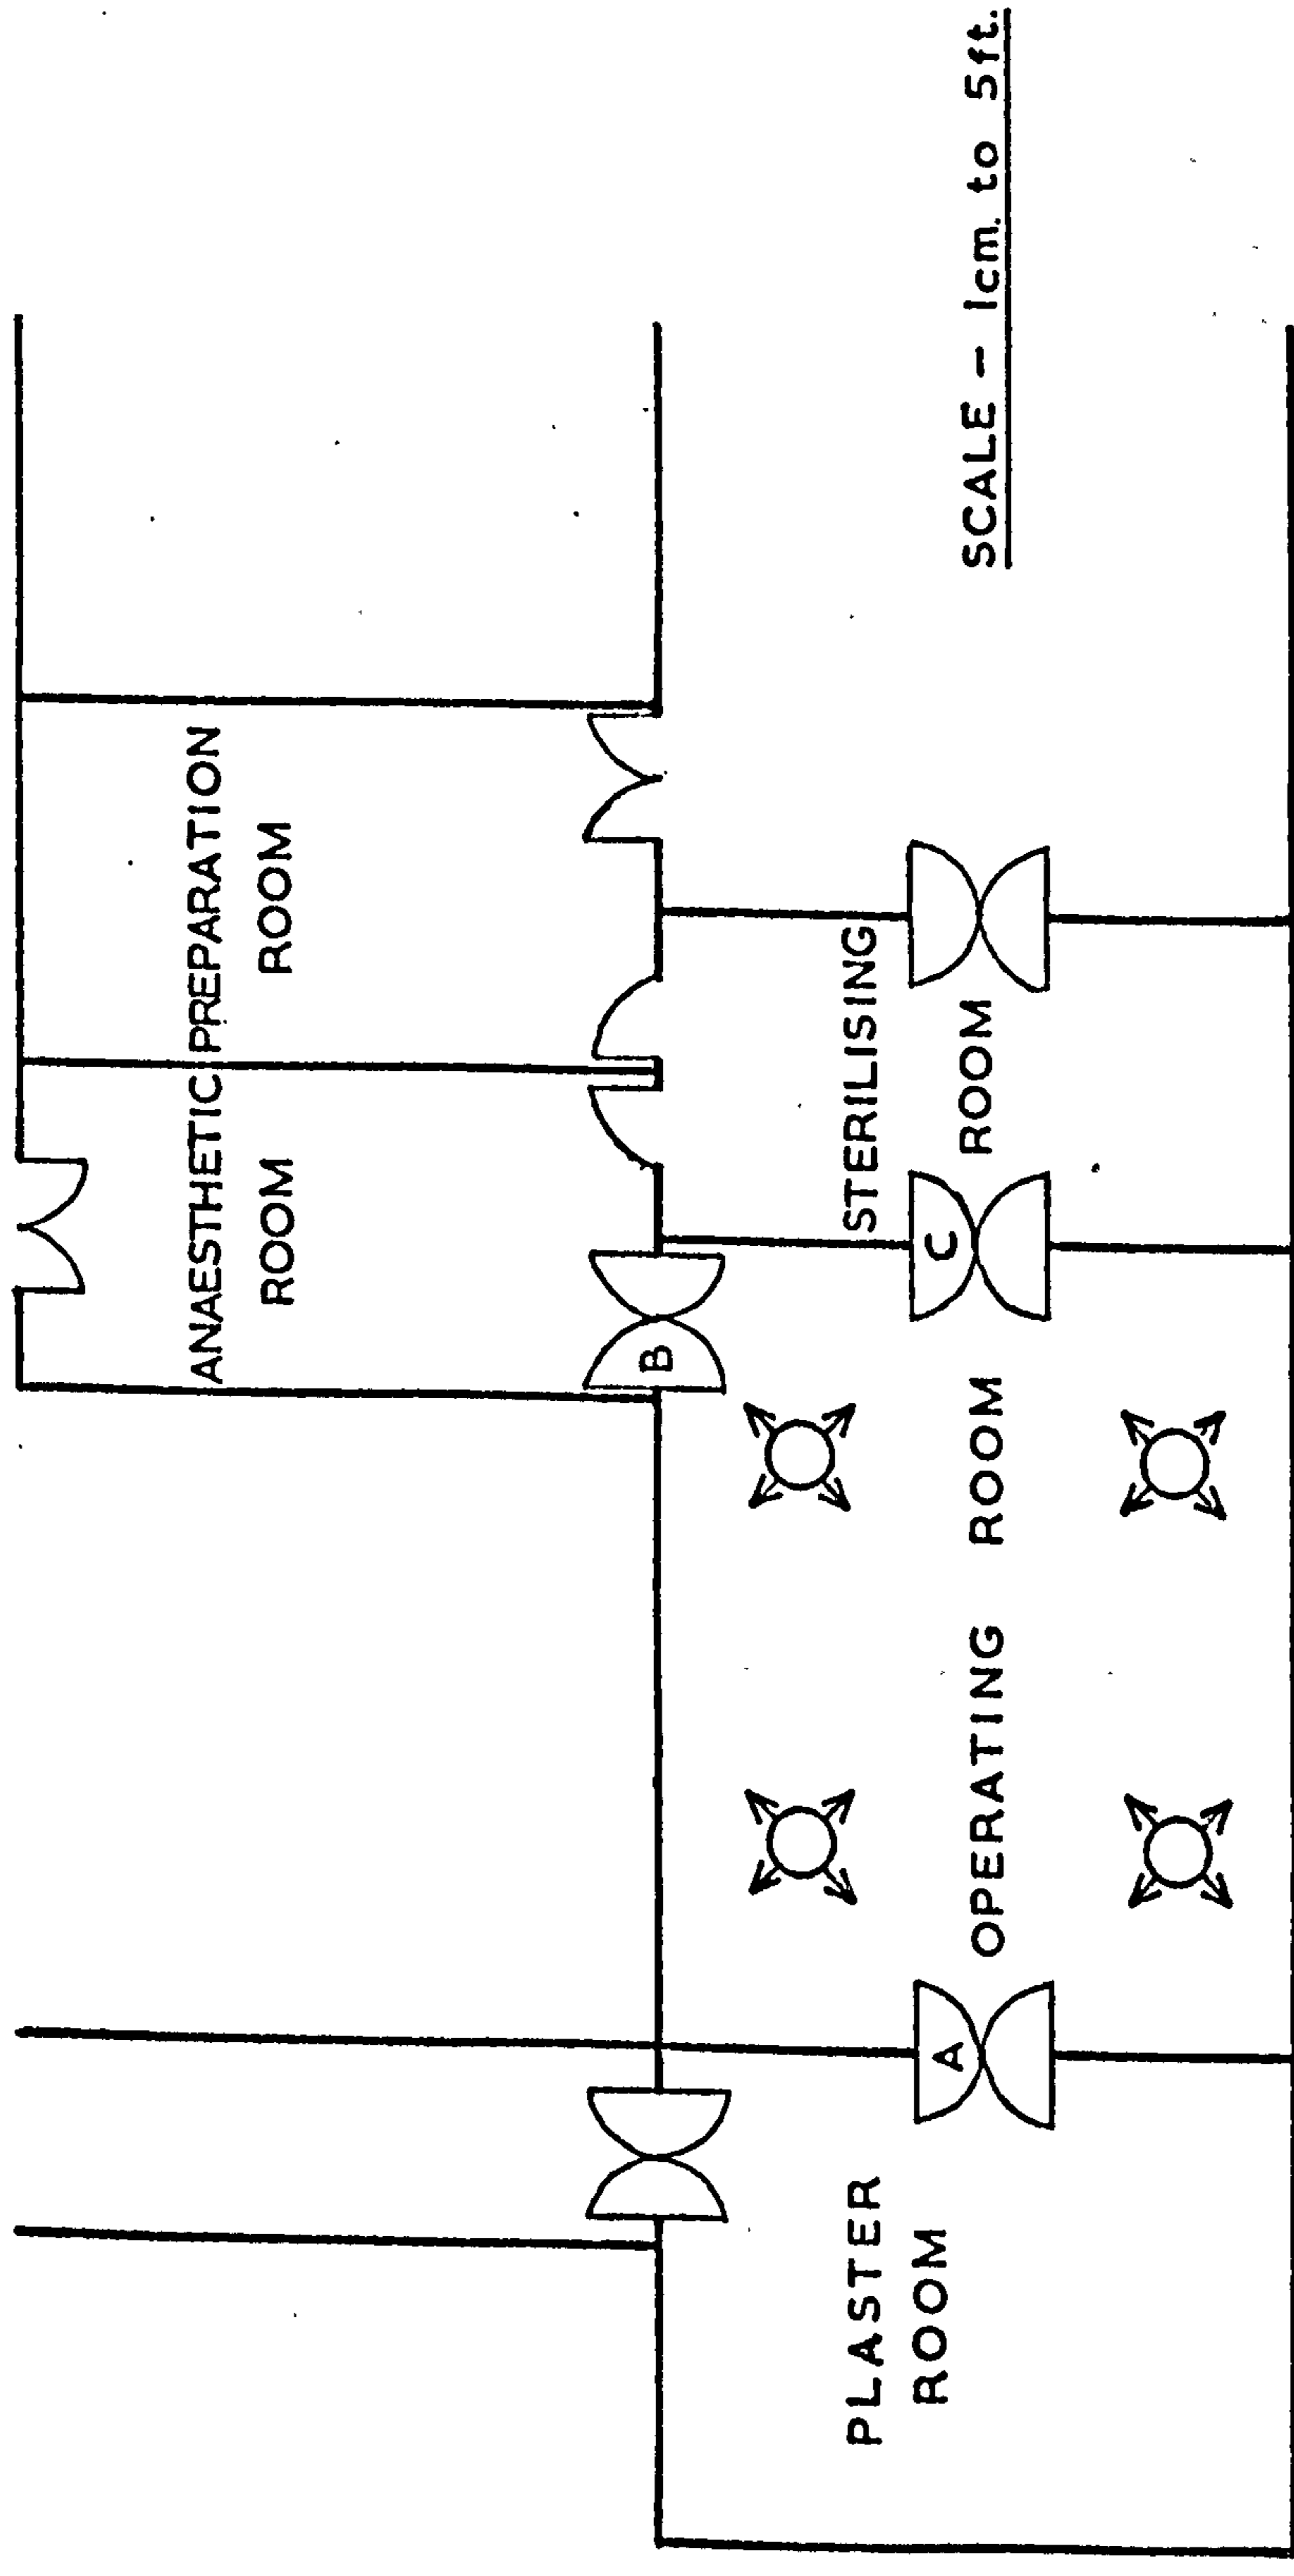 ANAESTHETIC
ROOM
PREPARATION
ROOM
B
STERILISING
ROOM
C
OPERATING ROOM
A
PLASTER
ROOM
SCALE - 1cm. to 5ft.